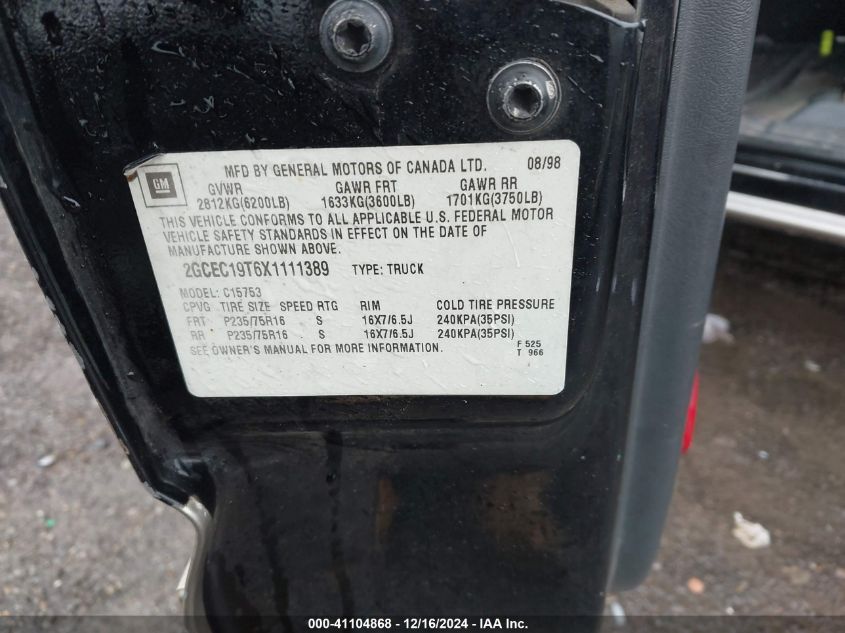 MFD BY GENERAL MOTORS OF CANADA LTD. 08/98
GM
GVWR GAWR FRT GAWR RR
2812KG(6200LB) 1633KG(3600LB) 1701KG(3750LB)
THIS VEHICLE CONFORMS TO ALL APPLICABLE U.S. FEDERAL MOTOR
VEHICLE SAFETY STANDARDS IN EFFECT ON THE DATE OF
MANUFACTURE SHOWN ABOVE.
2GCEC19T6X1111389 TYPE: TRUCK
MODEL: C15753
CPVG TIRE SIZE SPEED RTG RIM COLD TIRE PRESSURE
FRT P235/75R16 S 16X7/6.5J 240KPA(35PSI)
RR P235/75R16 S 16X7/6.5J 240KPA(35PSI)
SEE OWNER'S MANUAL FOR MORE INFORMATION. F 525
T 966
000-41104868 - 12/16/2024 - IAA Inc.